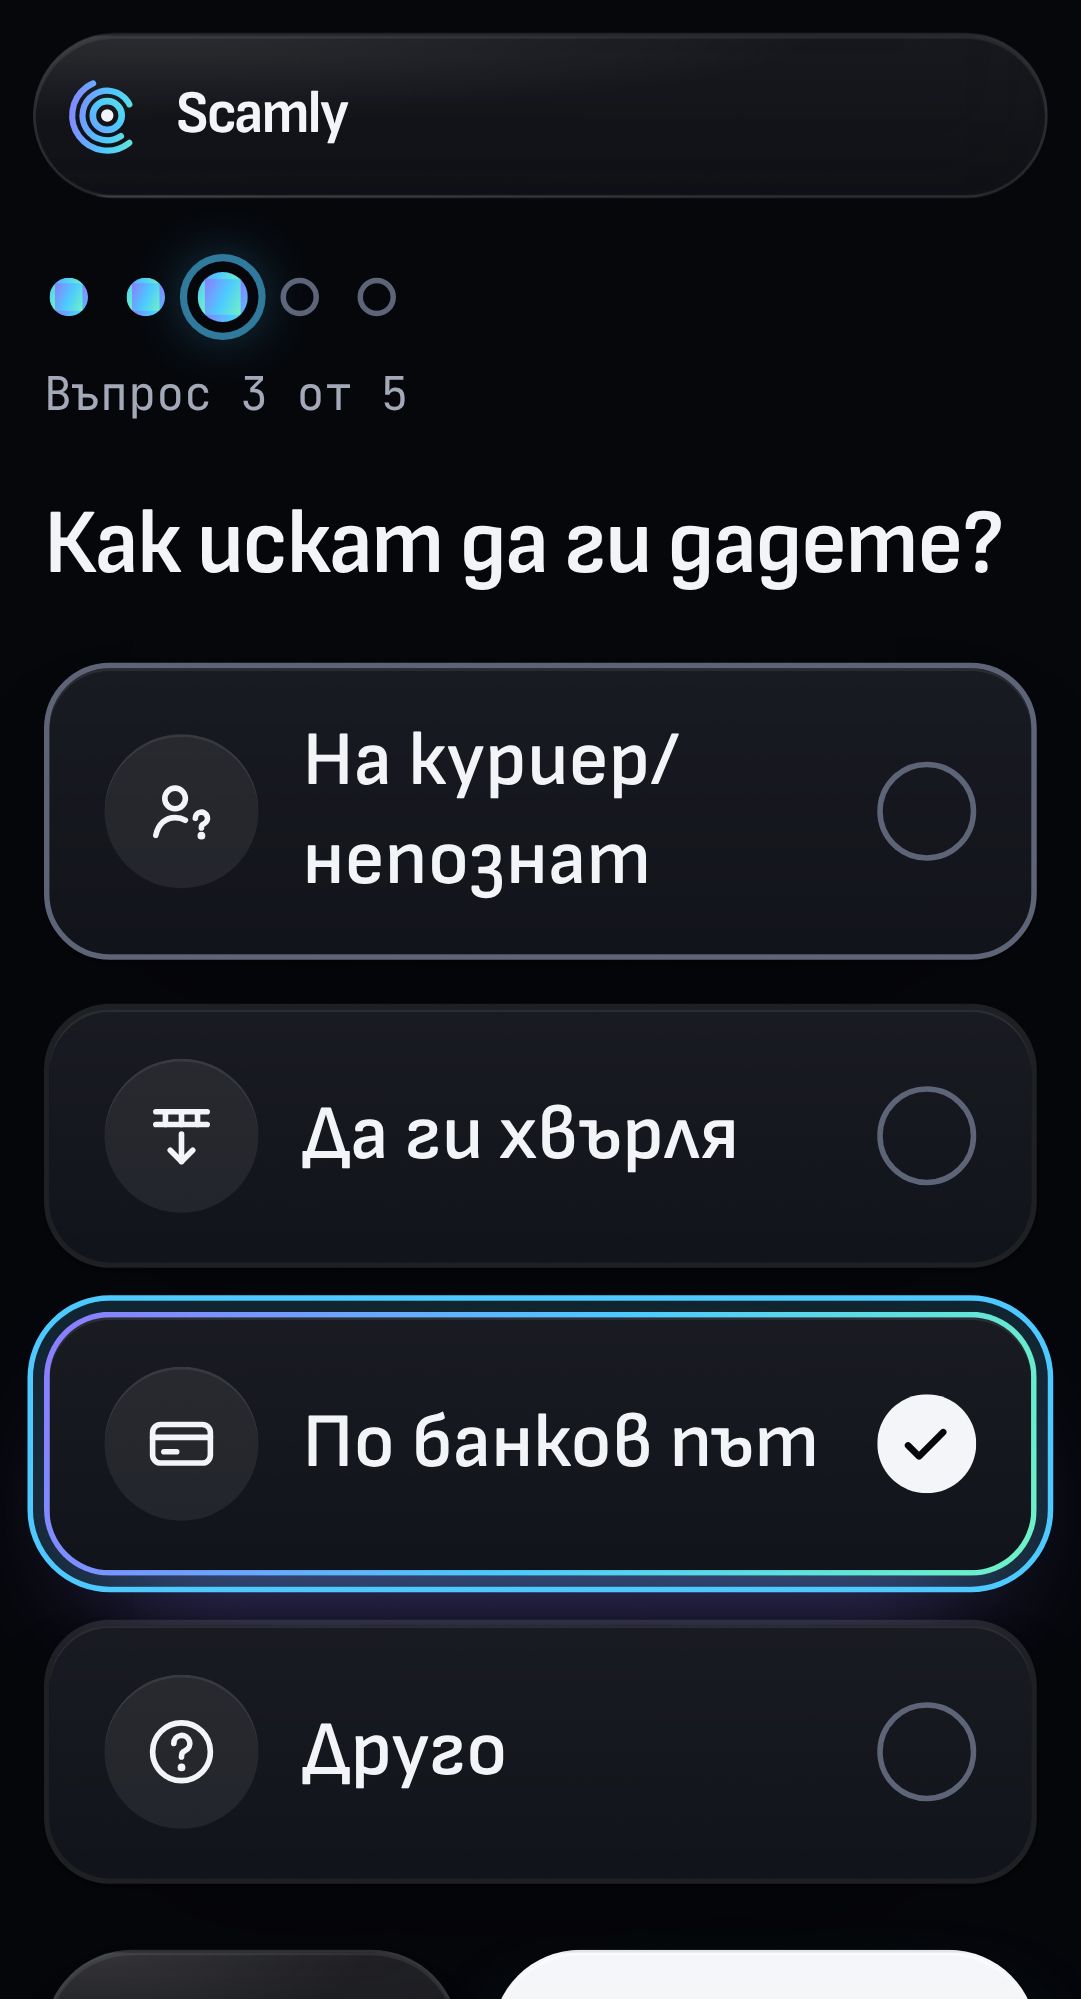 Scamly
Въпрос 3 от 5
Как искат да ги дадете?
На куриер/
непознат
Да ги хвърля
По банков път
Друго